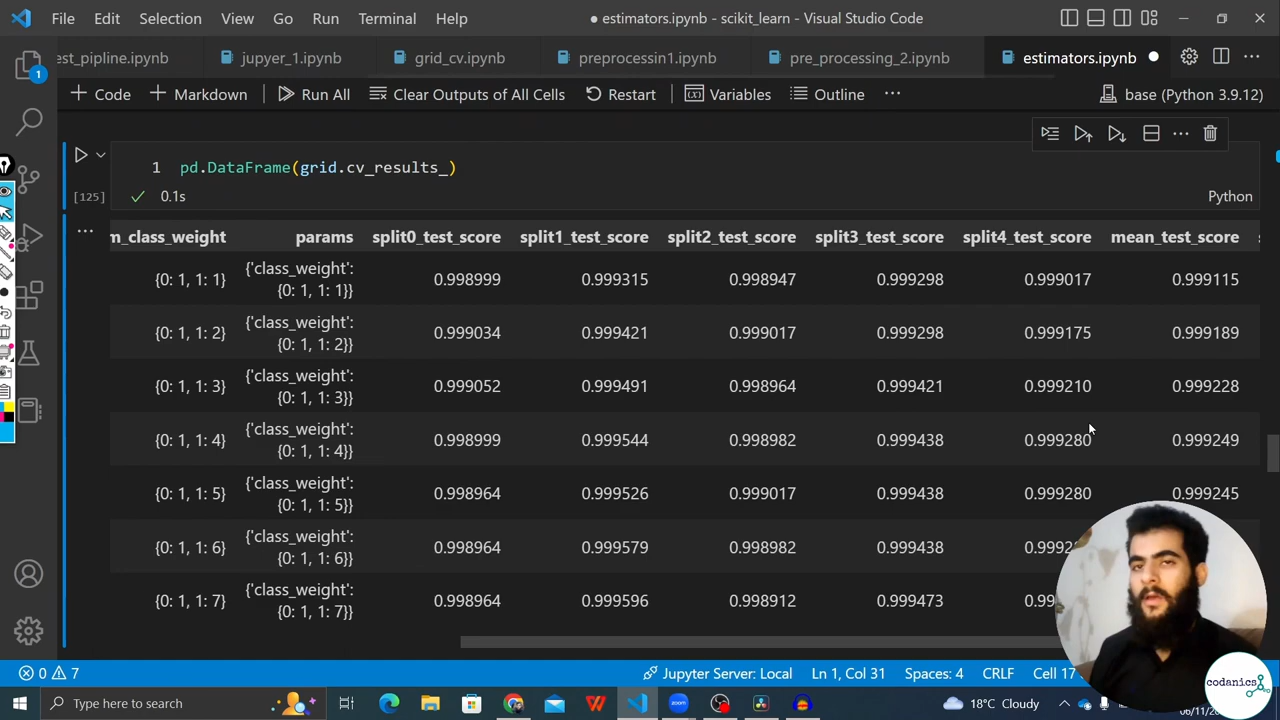 File Edit Selection View Go Run Terminal Help
● estimators.ipynb - scikit_learn - Visual Studio Code
est_pipline.ipynb jupyer_1.ipynb grid_cv.ipynb preprocessin1.ipynb pre_processing_2.ipynb estimators.ipynb
1
+ Code + Markdown Run All Clear Outputs of All Cells Restart Variables Outline ... base (Python 3.9.12)
1 pd.DataFrame(grid.cv_results_)
[125] 0.1s Python
m_class_weight params split0_test_score split1_test_score split2_test_score split3_test_score split4_test_score mean_test_score
{0: 1, 1: 1} {'class_weight': {0: 1, 1: 1}} 0.998999 0.999315 0.998947 0.999298 0.999017 0.999115
{0: 1, 1: 2} {'class_weight': {0: 1, 1: 2}} 0.999034 0.999421 0.999017 0.999298 0.999175 0.999189
{0: 1, 1: 3} {'class_weight': {0: 1, 1: 3}} 0.999052 0.999491 0.998964 0.999421 0.999210 0.999228
{0: 1, 1: 4} {'class_weight': {0: 1, 1: 4}} 0.998999 0.999544 0.998982 0.999438 0.999280 0.999249
{0: 1, 1: 5} {'class_weight': {0: 1, 1: 5}} 0.998964 0.999526 0.999017 0.999438 0.999280 0.999245
{0: 1, 1: 6} {'class_weight': {0: 1, 1: 6}} 0.998964 0.999579 0.998982 0.999438
{0: 1, 1: 7} {'class_weight': {0: 1, 1: 7}} 0.998964 0.999596 0.998912 0.999473
0 7 Jupyter Server: Local Ln 1, Col 31 Spaces: 4 CRLF
codanics
Type here to search 18°C Cloudy